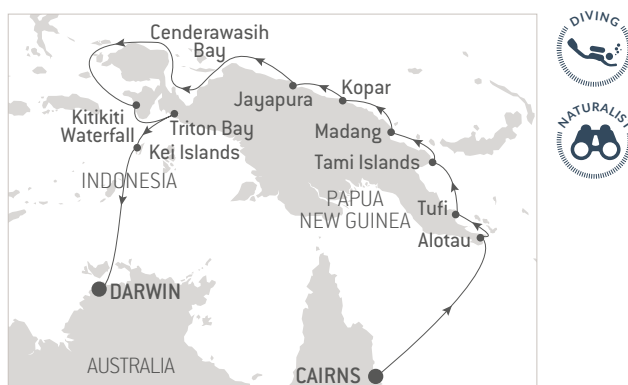 Cenderawasih
Bay
Kopar
Jayapura
Kitikiti
Waterfall
Triton Bay
Madang
Kei Islands
Tami Islands
INDONESIA
PAPUA
NEW GUINEA
Tufi
Alotau
DARWIN
AUSTRALIA
CAIRNS
DIVING
NATURALIST